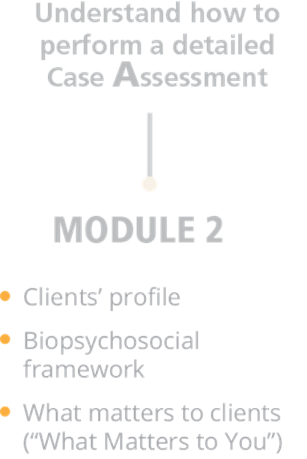 Understand how to
perform a detailed
Case Assessment
MODULE 2
• Clients’ profile
• Biopsychosocial
framework
• What matters to clients
(“What Matters to You”)